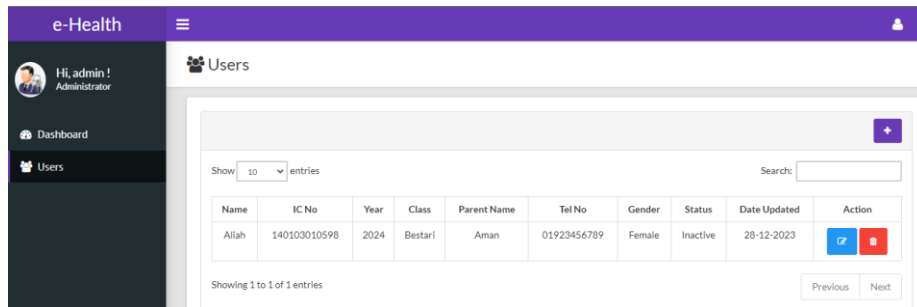 e-Health
Hi, admin !
Administrator
Dashboard
Users
Users
Show 10 entries
Search:
Name IC No Year Class Parent Name Tel No Gender Status Date Updated Action
Aliah 140103010598 2024 Bestari Aman 01923456789 Female Inactive 28-12-2023
Showing 1 to 1 of 1 entries
Previous Next